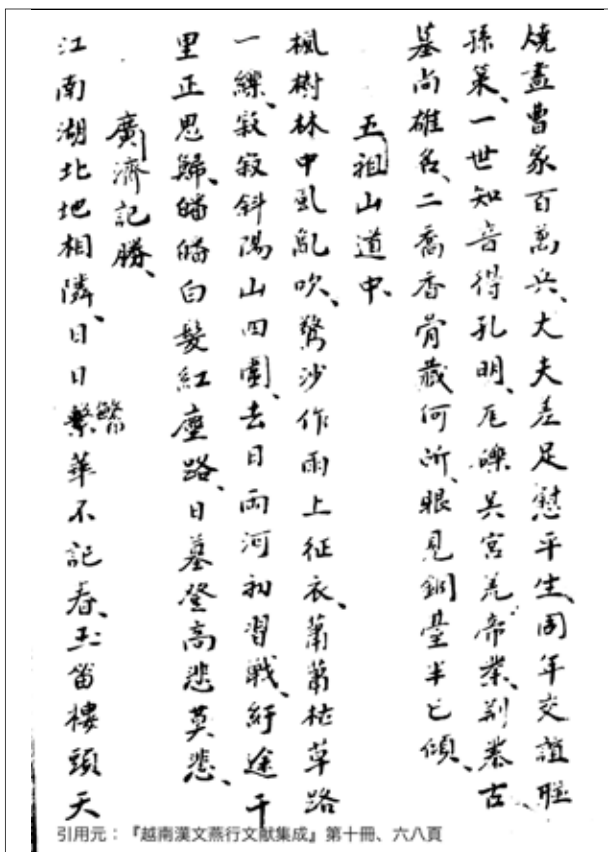 燒盡曹家百萬兵、大夫差足慰平生、同年交誼聮
孫策、一世知音得孔明、瓦礫吳宮荒帝業、荆榛古
墓尚雄名、二喬香骨藏何所、眼見銅臺半已傾、
五祖山道中、
楓樹林中風亂吹、驚沙作雨上征衣、蕭蕭枯草路
一縷、寂寂斜陽山四圍、去日兩河初習戰、紆途千
里正思歸、皤皤白髮紅塵路、日暮登高悲莫悲、
廣濟記勝、
江南湖北地相隣、日日繁華不記春、玉笛樓頭天
繁
引用元：『越南漢文燕行文献集成』第十冊、六八頁